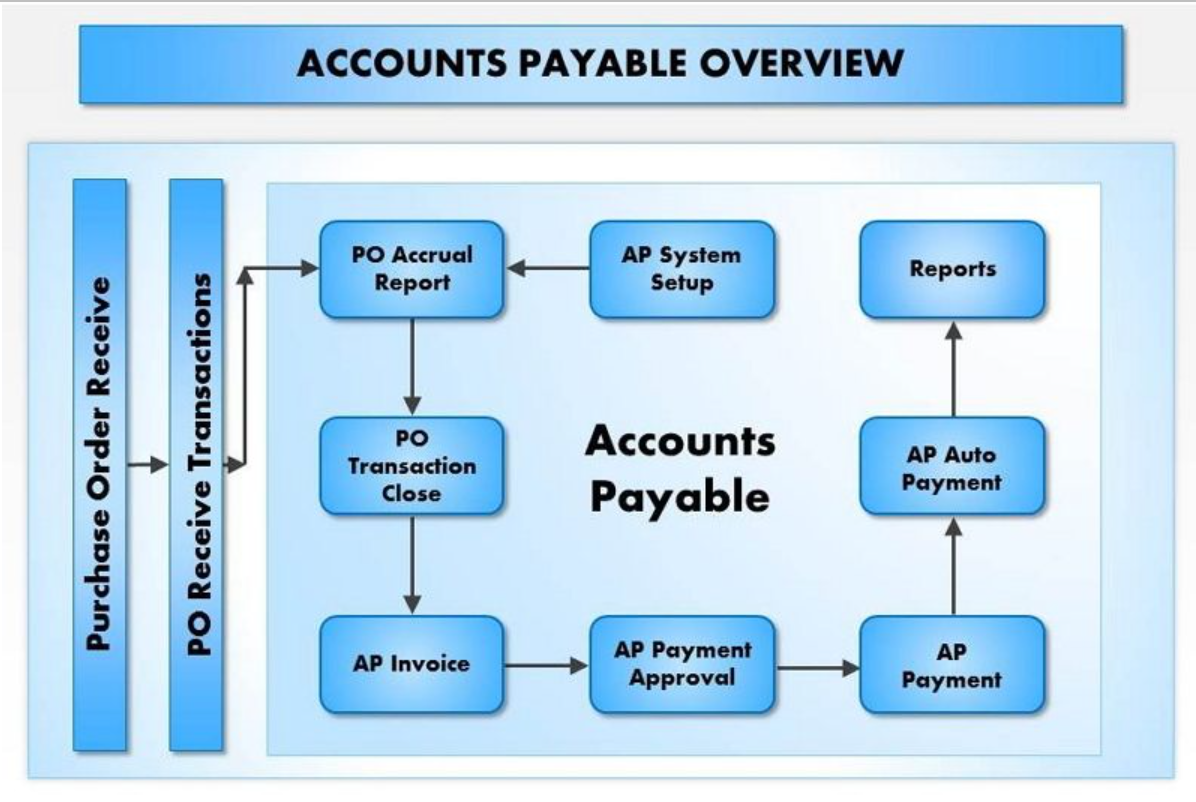 ACCOUNTS PAYABLE OVERVIEW
Purchase Order Receive
PO Receive Transactions
PO Accrual
Report
AP System
Setup
Reports
PO
Transaction
Close
Accounts
Payable
AP Auto
Payment
AP Invoice
AP Payment
Approval
AP
Payment